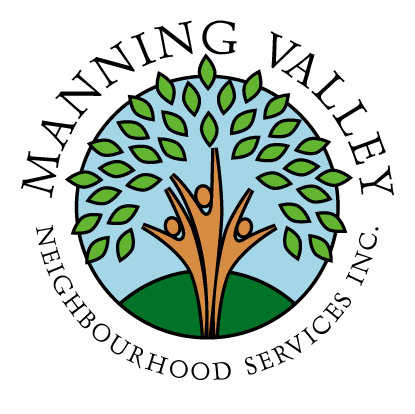 MANNING VALLEY
NEIGHBOURHOOD SERVICES INC.